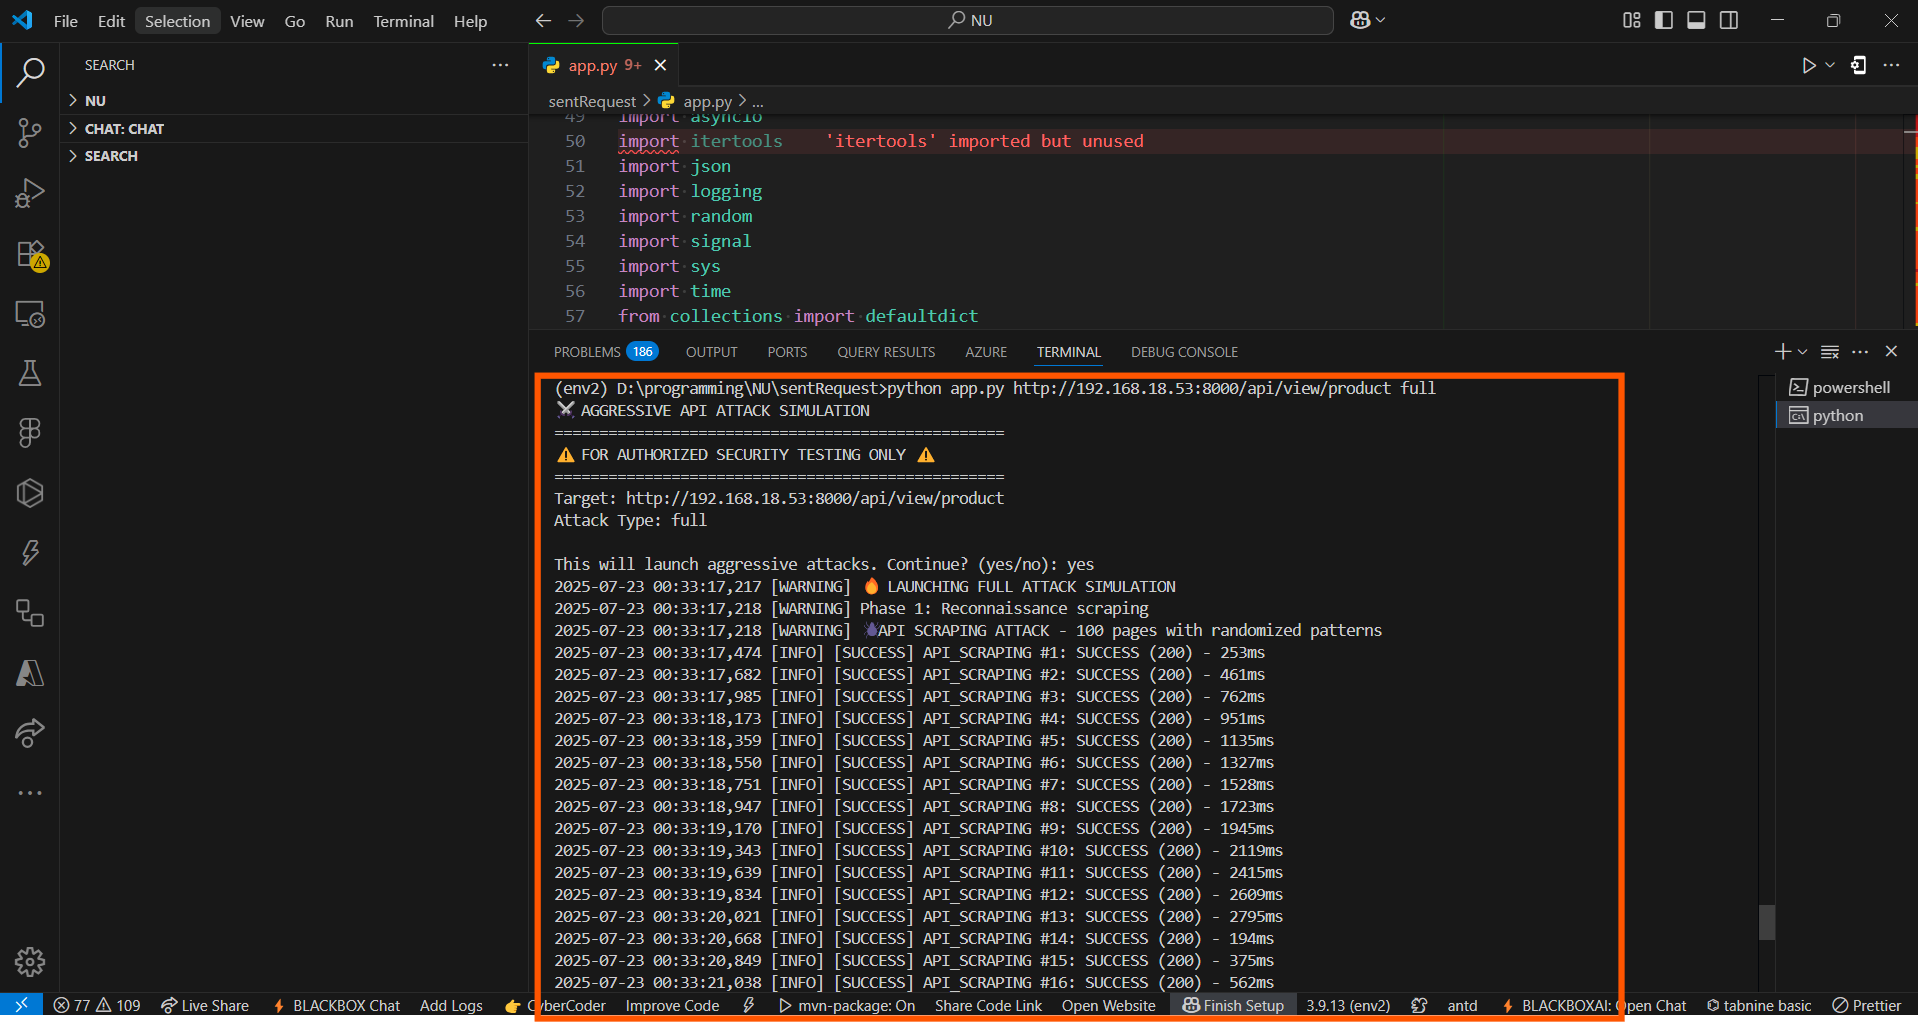 File Edit Selection View Go Run Terminal Help
NU
SEARCH
NU
CHAT: CHAT
SEARCH
app.py 9+
sentRequest > app.py > ...
49 import asyncio
50 import itertools 'itertools' imported but unused
51 import json
52 import logging
53 import random
54 import signal
55 import sys
56 import time
57 from collections import defaultdict
PROBLEMS 186 OUTPUT PORTS QUERY RESULTS AZURE TERMINAL DEBUG CONSOLE
powershell
python
(env2) D:\programming\NU\sentRequest>python app.py http://192.168.18.53:8000/api/view/product full
⚔ AGGRESSIVE API ATTACK SIMULATION
==================================================
⚠ FOR AUTHORIZED SECURITY TESTING ONLY ⚠
==================================================
Target: http://192.168.18.53:8000/api/view/product
Attack Type: full
This will launch aggressive attacks. Continue? (yes/no): yes
2025-07-23 00:33:17,217 [WARNING] 🔥 LAUNCHING FULL ATTACK SIMULATION
2025-07-23 00:33:17,218 [WARNING] Phase 1: Reconnaissance scraping
2025-07-23 00:33:17,218 [WARNING] 🕷API SCRAPING ATTACK - 100 pages with randomized patterns
2025-07-23 00:33:17,474 [INFO] [SUCCESS] API_SCRAPING #1: SUCCESS (200) - 253ms
2025-07-23 00:33:17,682 [INFO] [SUCCESS] API_SCRAPING #2: SUCCESS (200) - 461ms
2025-07-23 00:33:17,985 [INFO] [SUCCESS] API_SCRAPING #3: SUCCESS (200) - 762ms
2025-07-23 00:33:18,173 [INFO] [SUCCESS] API_SCRAPING #4: SUCCESS (200) - 951ms
2025-07-23 00:33:18,359 [INFO] [SUCCESS] API_SCRAPING #5: SUCCESS (200) - 1135ms
2025-07-23 00:33:18,550 [INFO] [SUCCESS] API_SCRAPING #6: SUCCESS (200) - 1327ms
2025-07-23 00:33:18,751 [INFO] [SUCCESS] API_SCRAPING #7: SUCCESS (200) - 1528ms
2025-07-23 00:33:18,947 [INFO] [SUCCESS] API_SCRAPING #8: SUCCESS (200) - 1723ms
2025-07-23 00:33:19,170 [INFO] [SUCCESS] API_SCRAPING #9: SUCCESS (200) - 1945ms
2025-07-23 00:33:19,343 [INFO] [SUCCESS] API_SCRAPING #10: SUCCESS (200) - 2119ms
2025-07-23 00:33:19,639 [INFO] [SUCCESS] API_SCRAPING #11: SUCCESS (200) - 2415ms
2025-07-23 00:33:19,834 [INFO] [SUCCESS] API_SCRAPING #12: SUCCESS (200) - 2609ms
2025-07-23 00:33:20,021 [INFO] [SUCCESS] API_SCRAPING #13: SUCCESS (200) - 2795ms
2025-07-23 00:33:20,668 [INFO] [SUCCESS] API_SCRAPING #14: SUCCESS (200) - 194ms
2025-07-23 00:33:20,849 [INFO] [SUCCESS] API_SCRAPING #15: SUCCESS (200) - 375ms
2025-07-23 00:33:21,038 [INFO] [SUCCESS] API_SCRAPING #16: SUCCESS (200) - 562ms
77 109 Live Share BLACKBOX Chat Add Logs CyberCoder Improve Code mvn-package: On Share Code Link Open Website Finish Setup 3.9.13 (env2) antd BLACKBOXAI: Open Chat tabnine basic Prettier